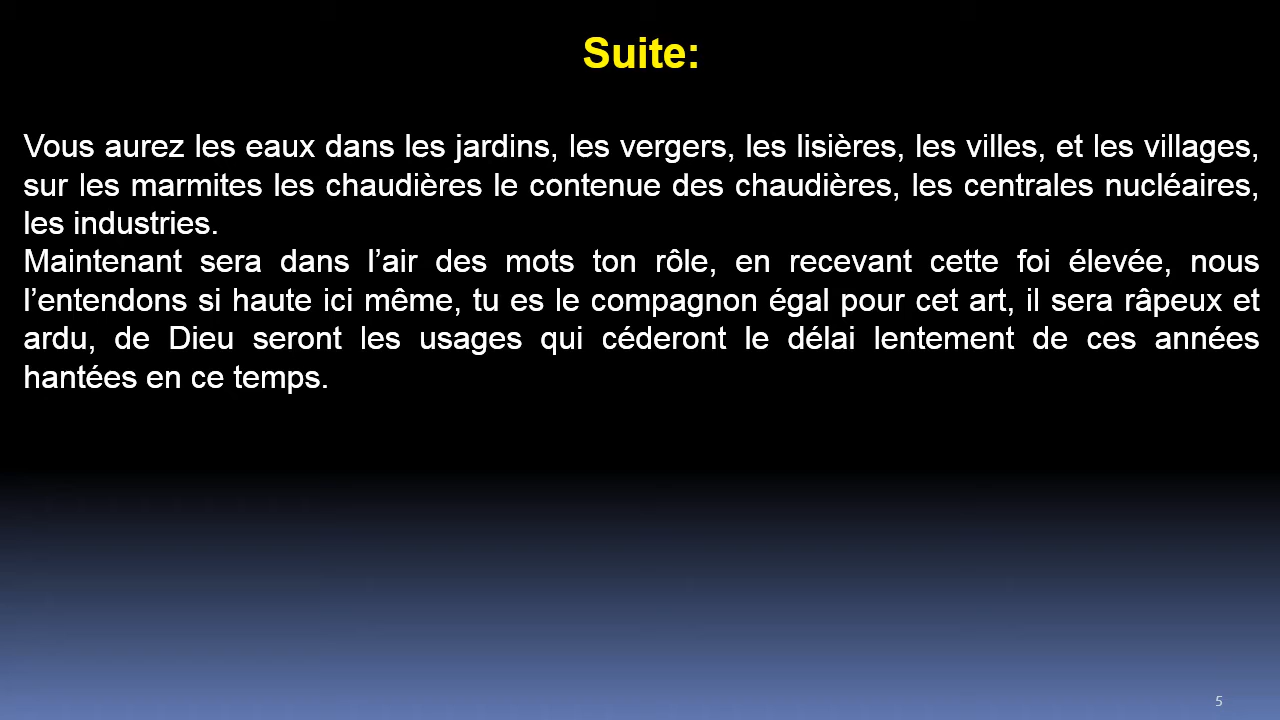 Suite:
Vous aurez les eaux dans les jardins, les vergers, les lisières, les villes, et les villages,
sur les marmites les chaudières le contenue des chaudières, les centrales nucléaires,
les industries.
Maintenant sera dans l’air des mots ton rôle, en recevant cette foi élevée, nous
l’entendons si haute ici même, tu es le compagnon égal pour cet art, il sera râpeux et
ardu, de Dieu seront les usages qui céderont le délai lentement de ces années
hantées en ce temps.
5